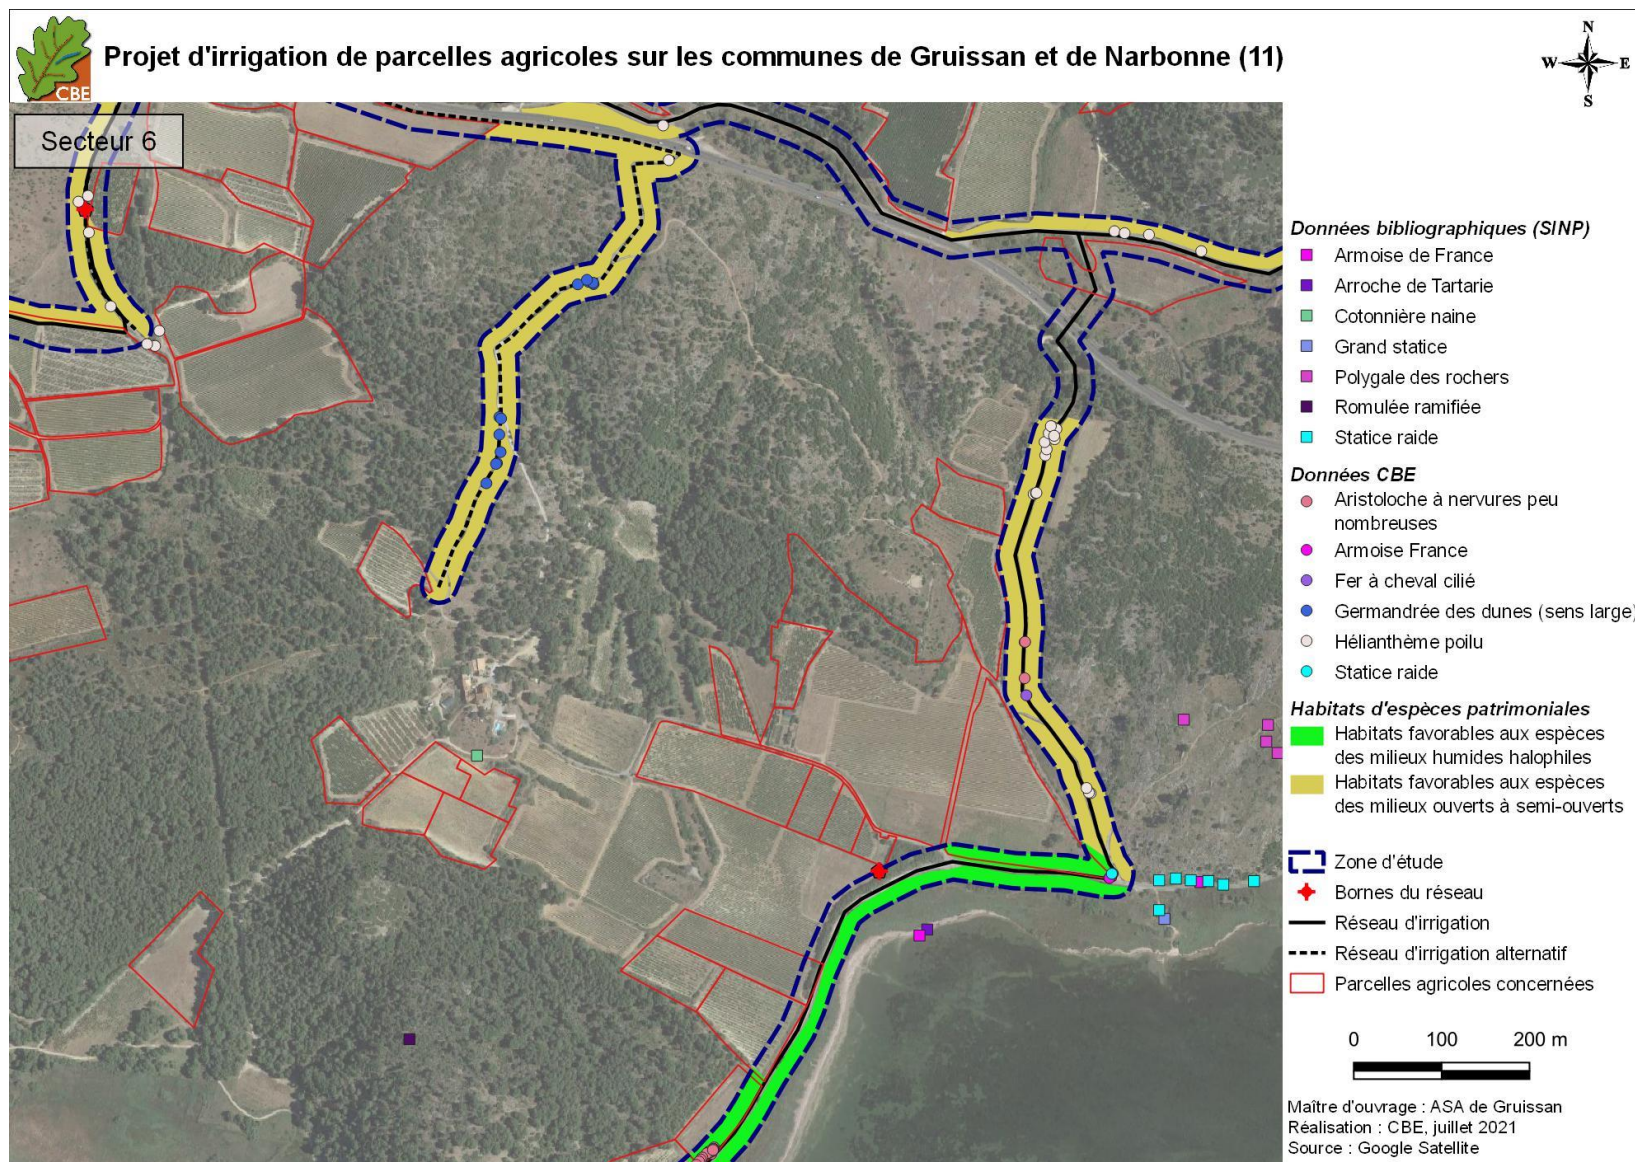 CBE
Projet d'irrigation de parcelles agricoles sur les communes de Gruissan et de Narbonne (11)
N
W E
S
Secteur 6
Données bibliographiques (SINP)
Armoise de France
Arroche de Tartarie
Cotonnière naine
Grand statice
Polygale des rochers
Romulée ramifiée
Statice raide
Données CBE
Aristoloche à nervures peu
nombreuses
Armoise France
Fer à cheval cilié
Germandrée des dunes (sens large)
Hélianthème poilu
Statice raide
Habitats d'espèces patrimoniales
Habitats favorables aux espèces
des milieux humides halophiles
Habitats favorables aux espèces
des milieux ouverts à semi-ouverts
Zone d'étude
Bornes du réseau
Réseau d'irrigation
Réseau d'irrigation alternatif
Parcelles agricoles concernées
0 100 200 m
Maître d'ouvrage : ASA de Gruissan
Réalisation : CBE, juillet 2021
Source : Google Satellite